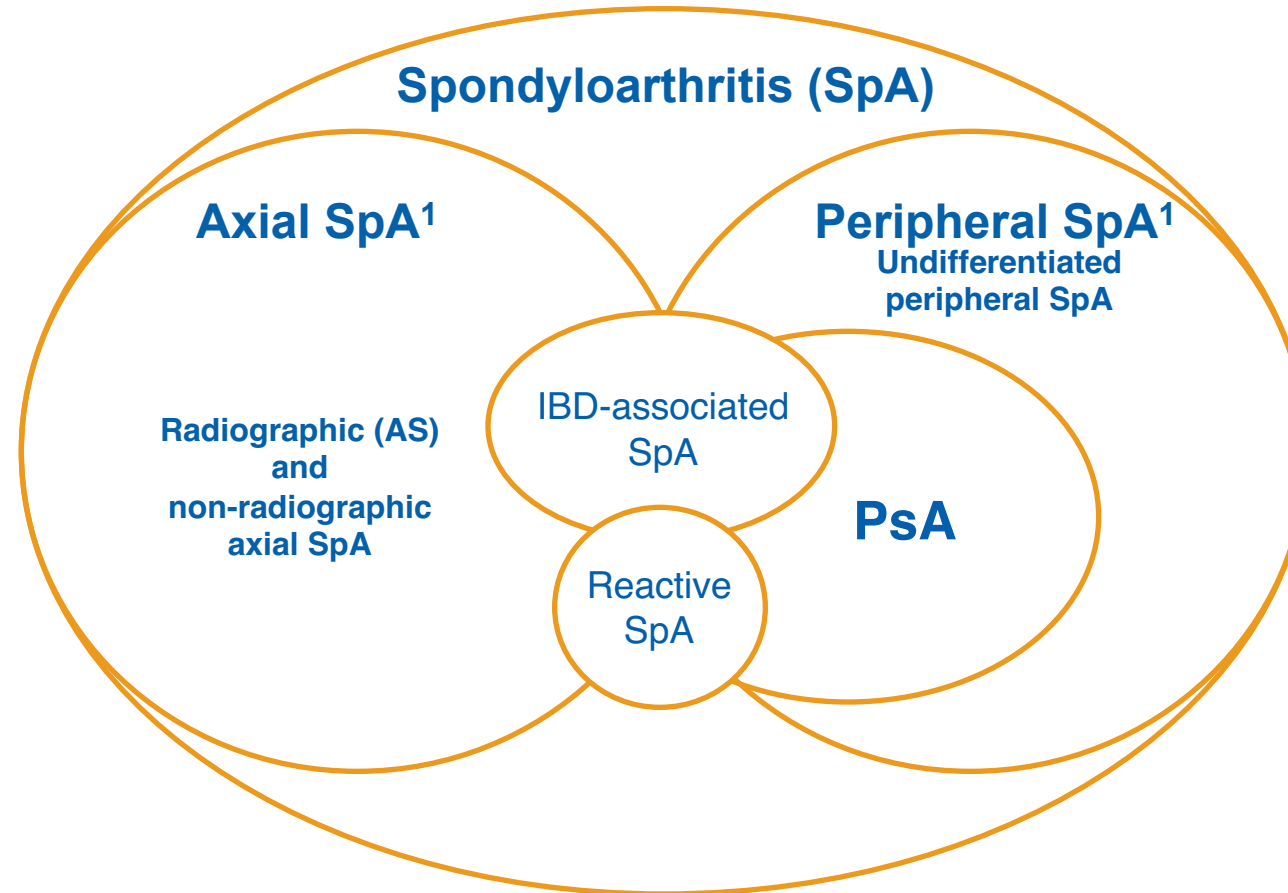 Spondyloarthritis (SpA)
Axial SpA¹
Peripheral SpA¹
Undifferentiated
peripheral SpA
IBD-associated
SpA
Radiographic (AS)
and
non-radiographic
axial SpA
PsA
Reactive
SpA